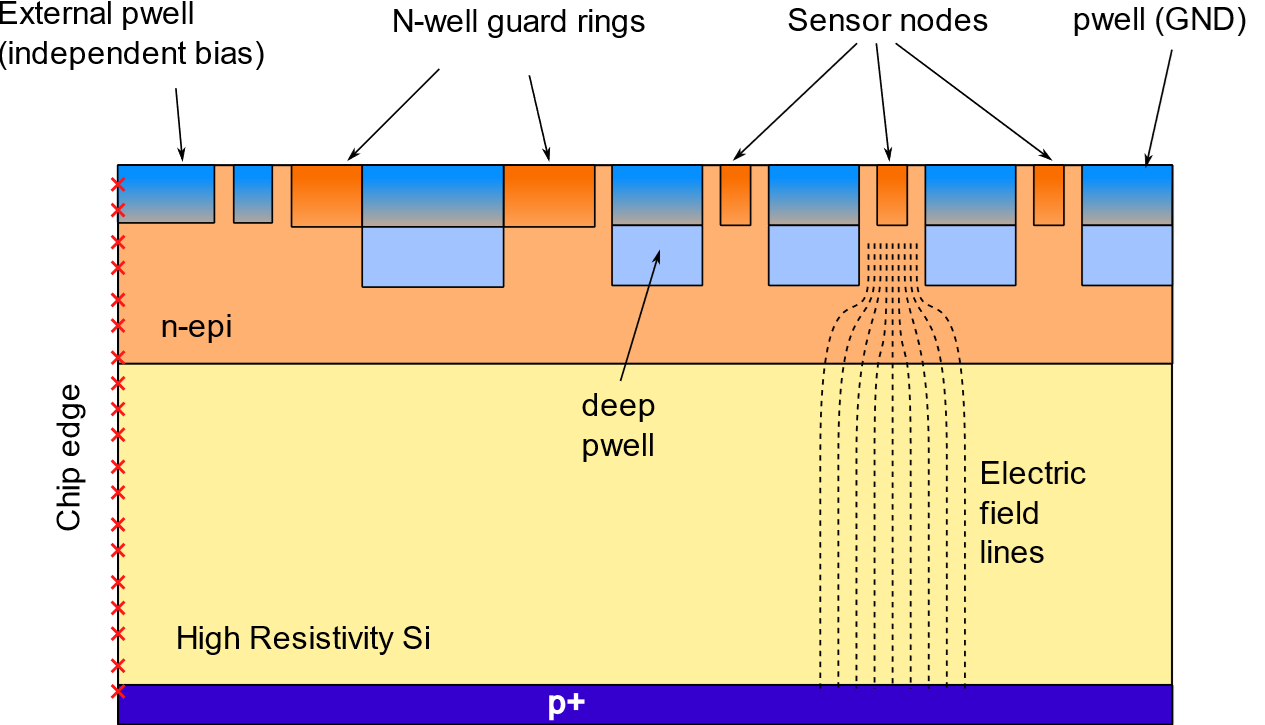 External pwell
(independent bias)
N-well guard rings
Sensor nodes
pwell (GND)
n-epi
deep
pwell
Chip edge
Electric
field
lines
High Resistivity Si
p+